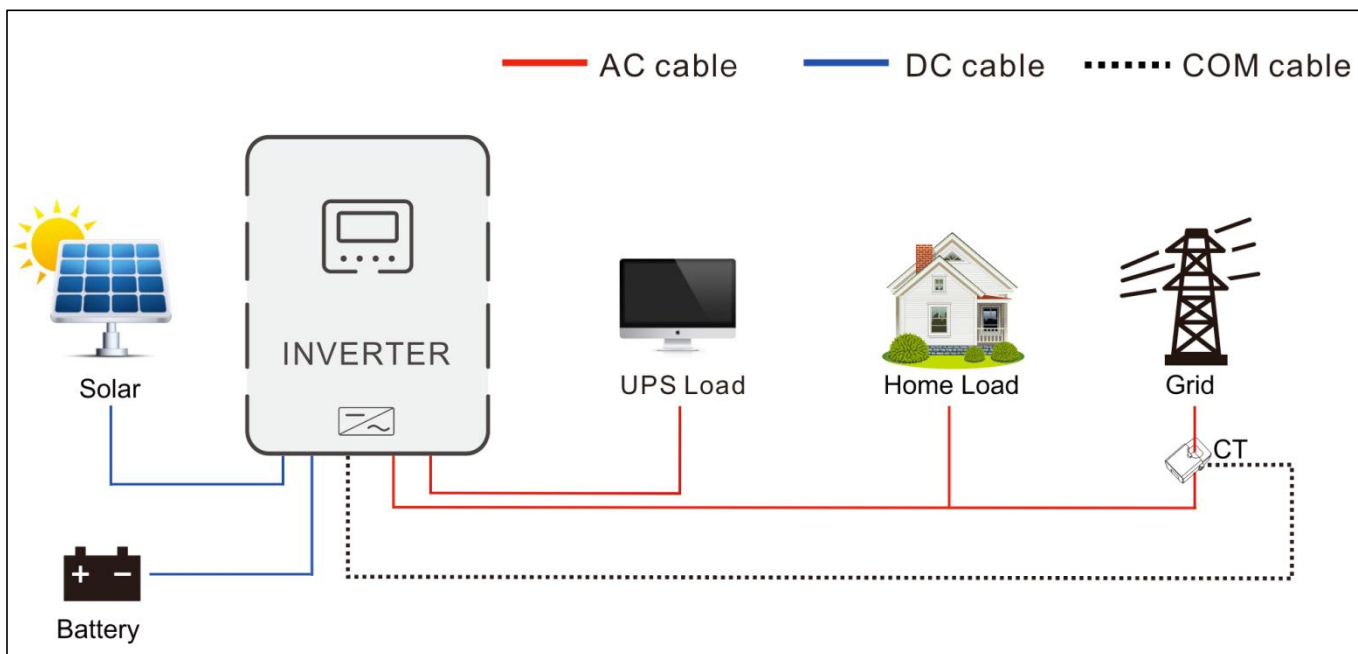 AC cable
DC cable
COM cable
INVERTER
Solar
UPS Load
Home Load
Grid
CT
+ −
Battery